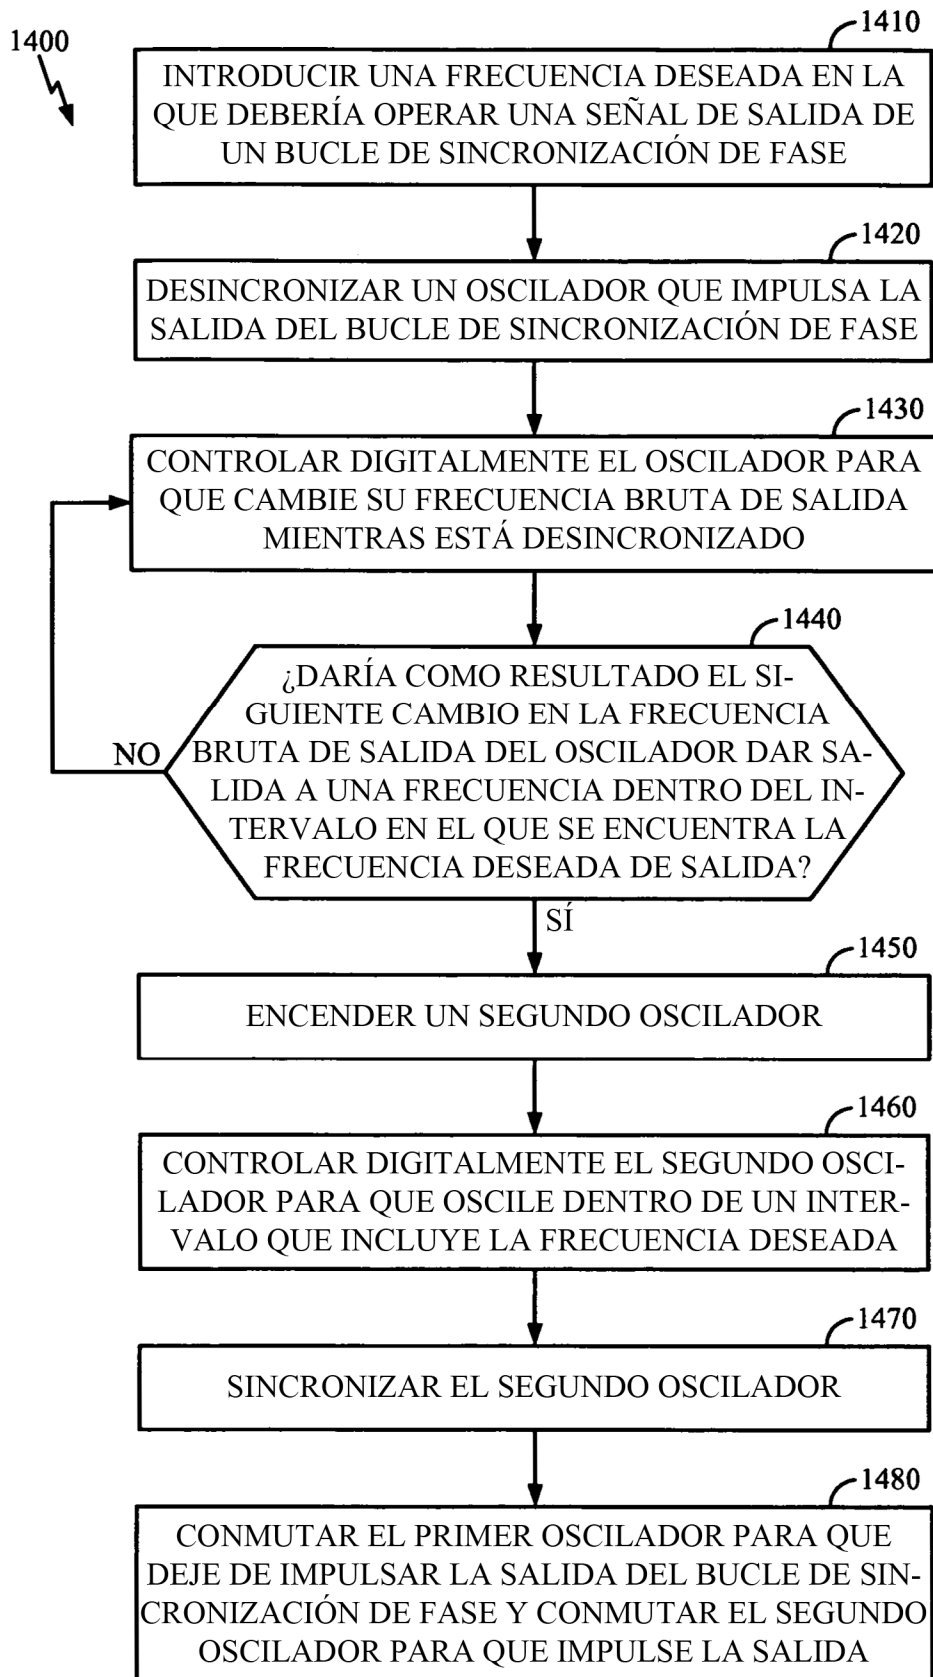 1400
1410
INTRODUCIR UNA FRECUENCIA DESEADA EN LA
QUE DEBERÍA OPERAR UNA SEÑAL DE SALIDA DE
UN BUCLE DE SINCRONIZACIÓN DE FASE
1420
DESINCRONIZAR UN OSCILADOR QUE IMPULSA LA
SALIDA DEL BUCLE DE SINCRONIZACIÓN DE FASE
1430
CONTROLAR DIGITALMENTE EL OSCILADOR PARA
QUE CAMBIE SU FRECUENCIA BRUTA DE SALIDA
MIENTRAS ESTÁ DESINCRONIZADO
1440
¿DARÍA COMO RESULTADO EL SI-
GUIENTE CAMBIO EN LA FRECUENCIA
BRUTA DE SALIDA DEL OSCILADOR DAR SA-
LIDA A UNA FRECUENCIA DENTRO DEL IN-
TERVALO EN EL QUE SE ENCUENTRA LA
FRECUENCIA DESEADA DE SALIDA?
NO
SÍ
1450
ENCENDER UN SEGUNDO OSCILADOR
1460
CONTROLAR DIGITALMENTE EL SEGUNDO OSCI-
LADOR PARA QUE OSCILE DENTRO DE UN INTER-
VALO QUE INCLUYE LA FRECUENCIA DESEADA
1470
SINCRONIZAR EL SEGUNDO OSCILADOR
1480
CONMUTAR EL PRIMER OSCILADOR PARA QUE
DEJE DE IMPULSAR LA SALIDA DEL BUCLE DE SIN-
CRONIZACIÓN DE FASE Y CONMUTAR EL SEGUNDO
OSCILADOR PARA QUE IMPULSE LA SALIDA